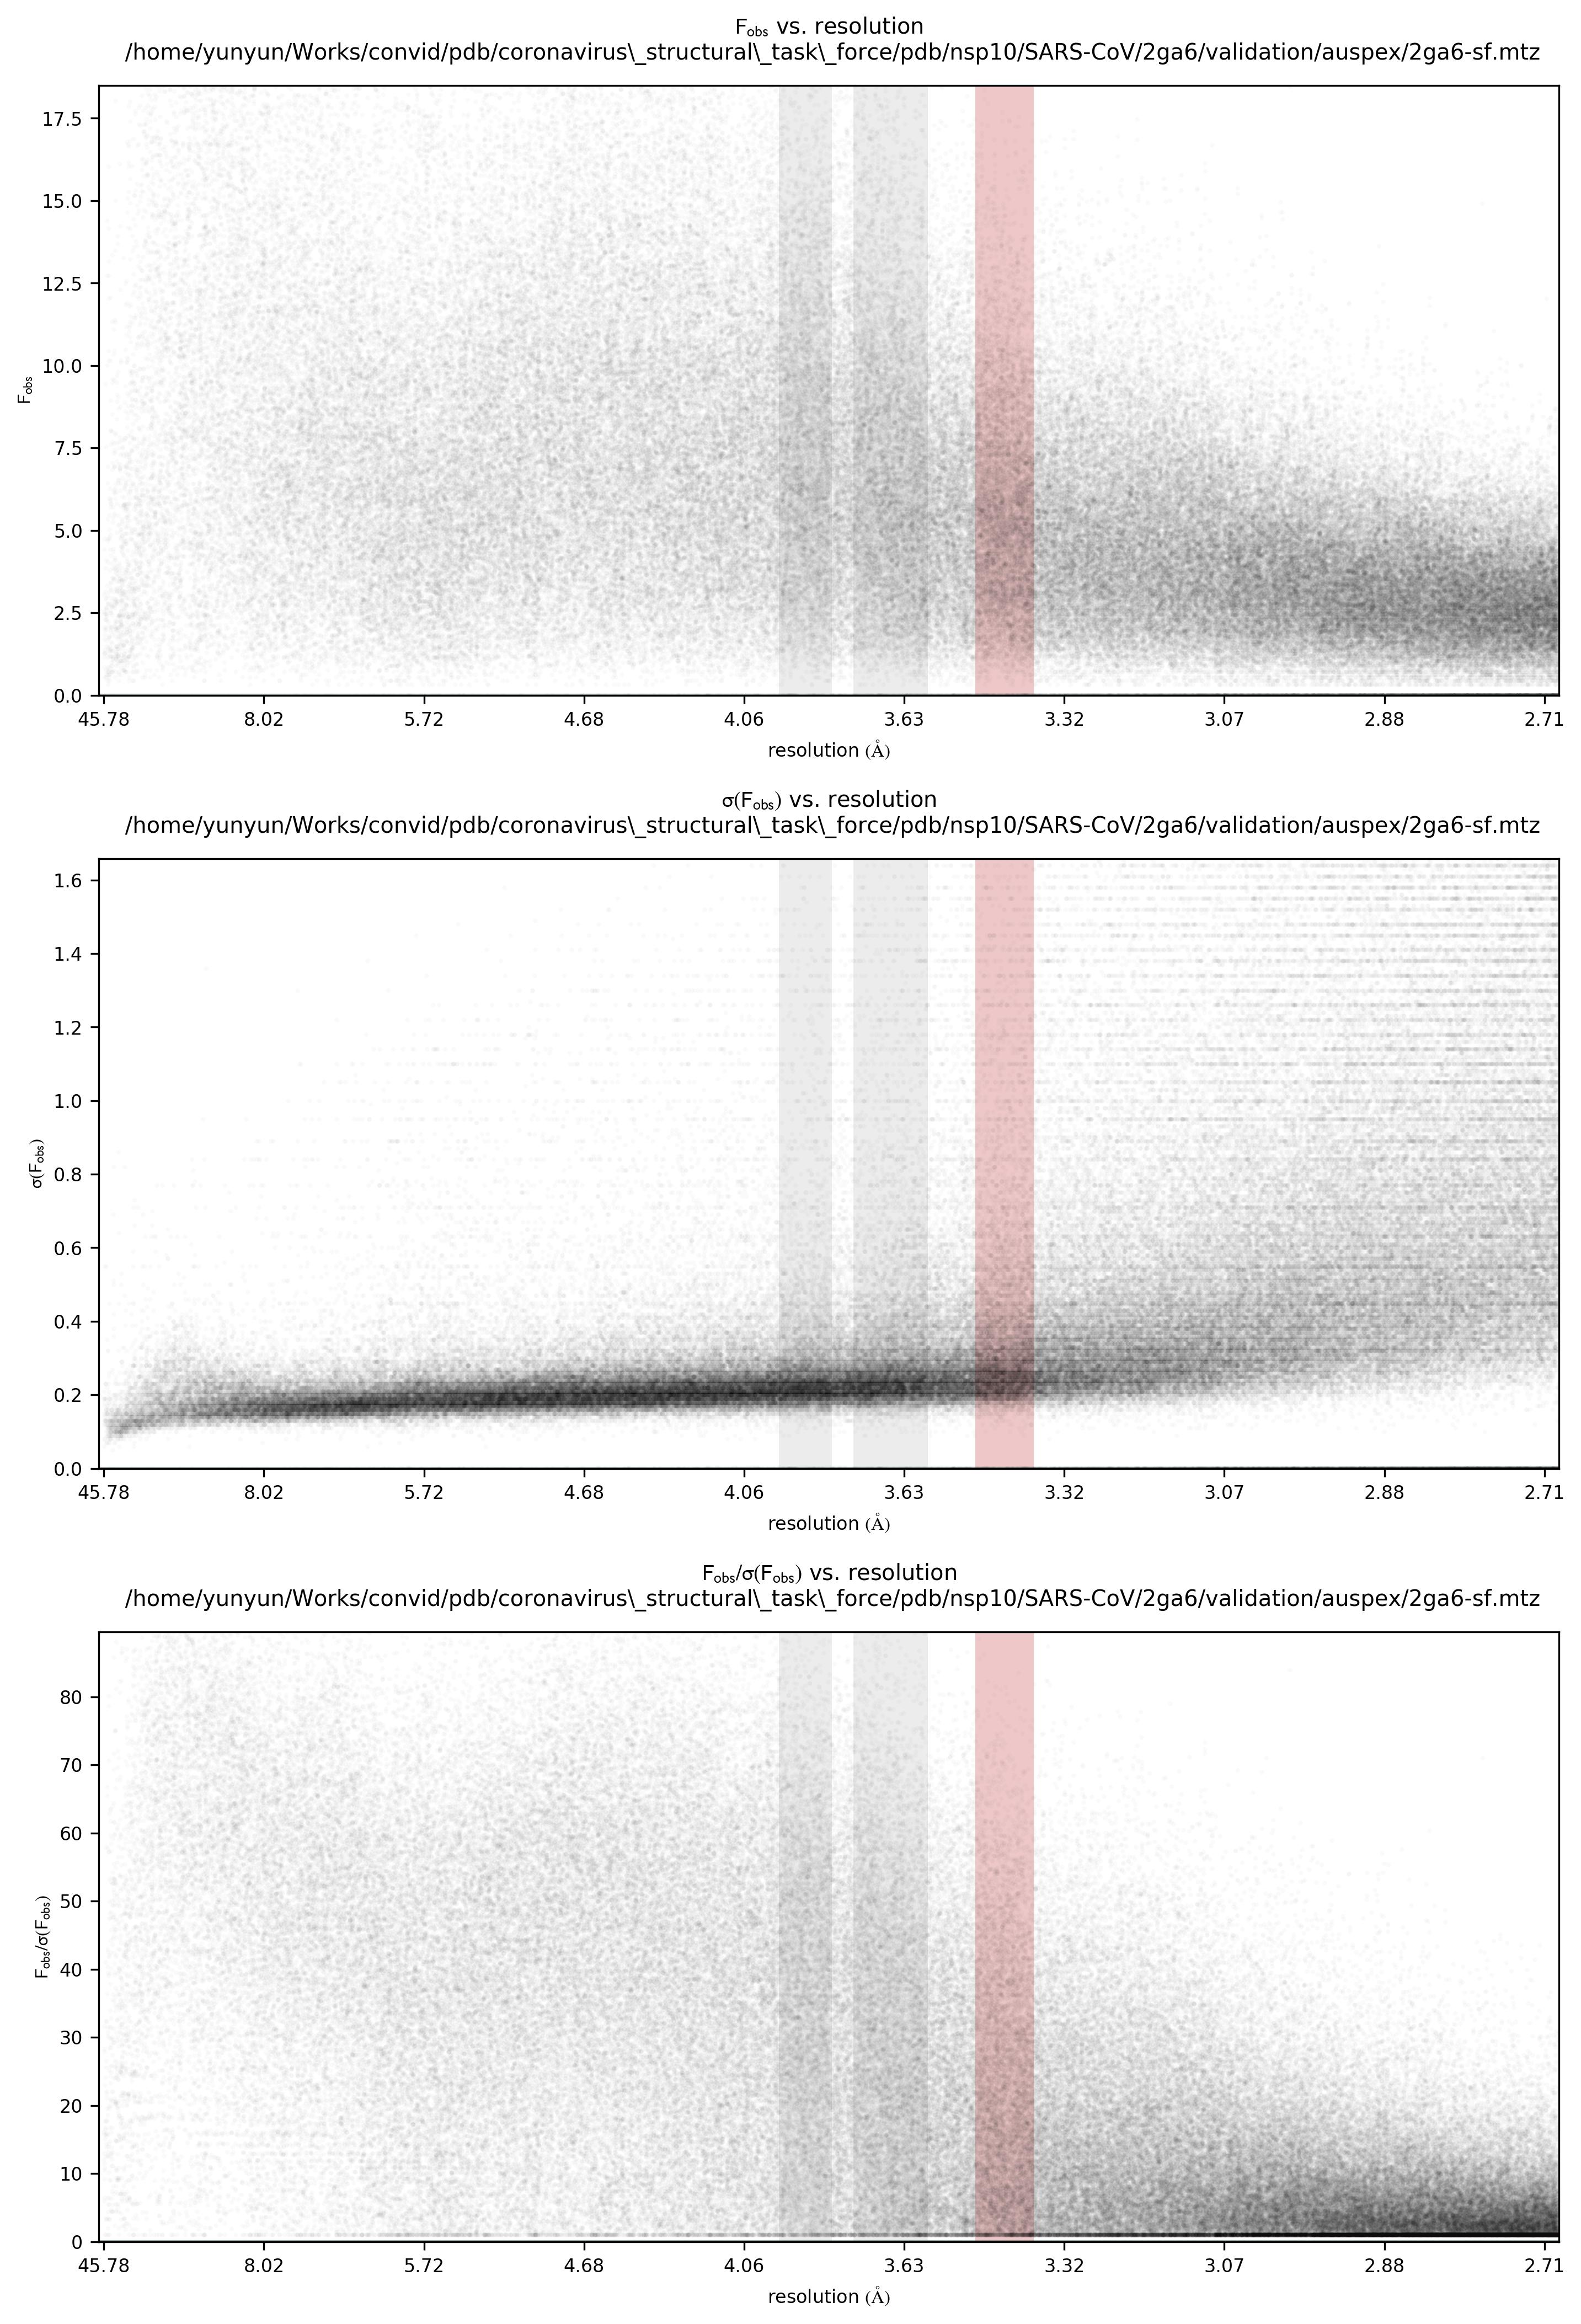 Fobs vs. resolution
/home/yunyun/Works/convid/pdb/coronavirus\_structural\_task\_force/pdb/nsp10/SARS-CoV/2ga6/validation/auspex/2ga6-sf.mtz
Fobs
17.5
15.0
12.5
10.0
7.5
5.0
2.5
0.0
45.78 8.02 5.72 4.68 4.06 3.63 3.32 3.07 2.88 2.71
resolution (Å)
σ(Fobs) vs. resolution
/home/yunyun/Works/convid/pdb/coronavirus\_structural\_task\_force/pdb/nsp10/SARS-CoV/2ga6/validation/auspex/2ga6-sf.mtz
σ(Fobs)
1.6
1.4
1.2
1.0
0.8
0.6
0.4
0.2
0.0
45.78 8.02 5.72 4.68 4.06 3.63 3.32 3.07 2.88 2.71
resolution (Å)
Fobs/σ(Fobs) vs. resolution
/home/yunyun/Works/convid/pdb/coronavirus\_structural\_task\_force/pdb/nsp10/SARS-CoV/2ga6/validation/auspex/2ga6-sf.mtz
Fobs/σ(Fobs)
80
70
60
50
40
30
20
10
0
45.78 8.02 5.72 4.68 4.06 3.63 3.32 3.07 2.88 2.71
resolution (Å)